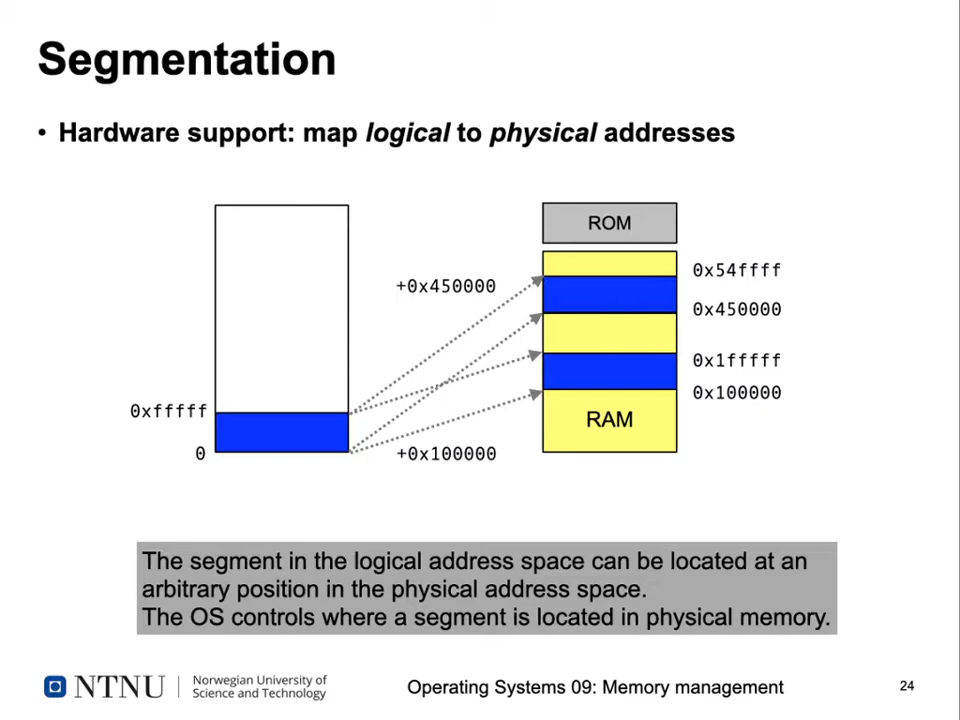 Segmentation
• Hardware support: map logical to physical addresses
ROM
+0x450000
0x54ffff
0x450000
0x1fffff
0x100000
0xfffff
0
+0x100000
RAM
The segment in the logical address space can be located at an
arbitrary position in the physical address space.
The OS controls where a segment is located in physical memory.
NTNU
Norwegian University of
Science and Technology
Operating Systems 09: Memory management
24